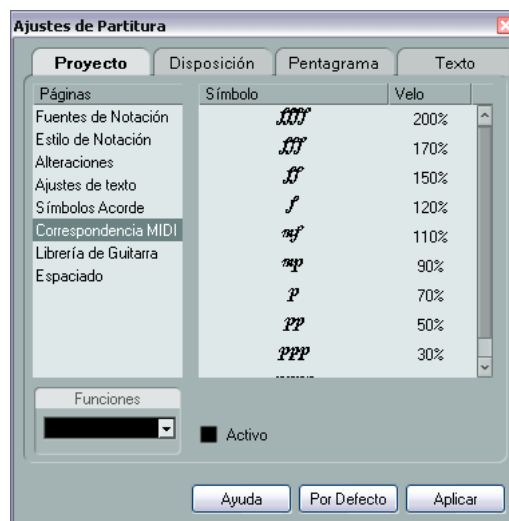 Ajustes de Partitura
Proyecto Disposición Pentagrama Texto
Páginas
Fuentes de Notación
Estilo de Notación
Alteraciones
Ajustes de texto
Símbolos Acorde
Correspondencia MIDI
Librería de Guitarra
Espaciado
Símbolo Velo
ffff 200%
fff 170%
ff 150%
f 120%
mf 110%
mp 90%
p 70%
pp 50%
ppp 30%
Funciones
Activo
Ayuda Por Defecto Aplicar